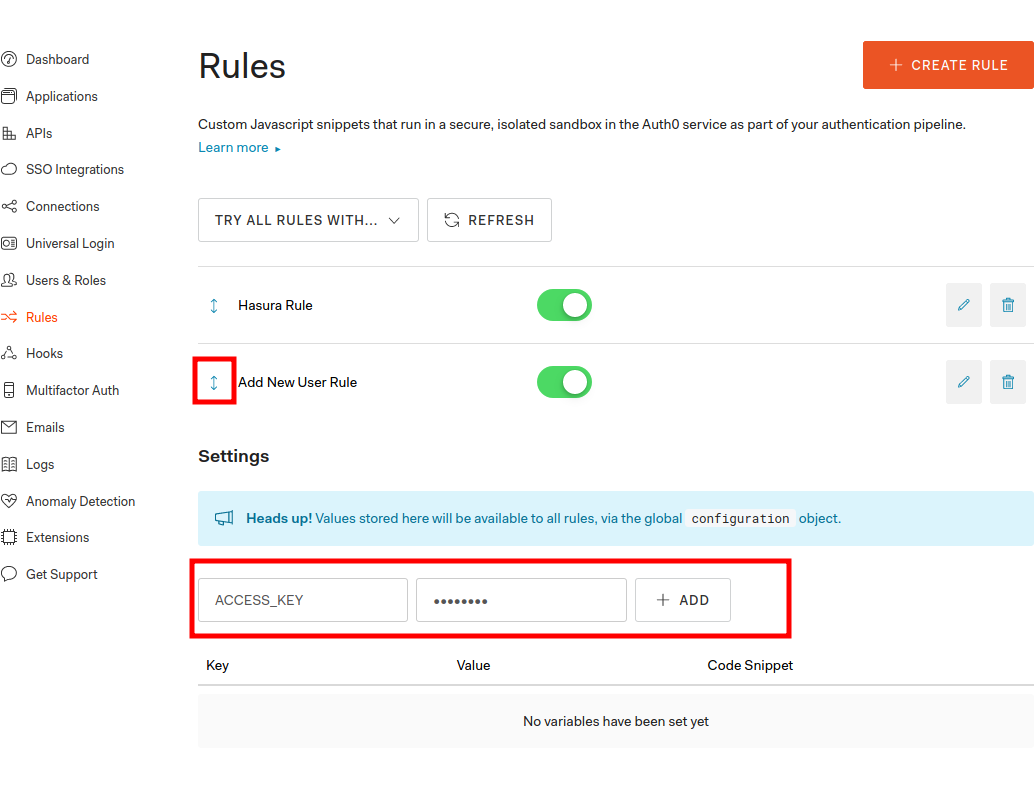 Dashboard
Applications
APIs
SSO Integrations
Connections
Universal Login
Users & Roles
Rules
Hooks
Multifactor Auth
Emails
Logs
Anomaly Detection
Extensions
Get Support
Rules
+ CREATE RULE
Custom Javascript snippets that run in a secure, isolated sandbox in the Auth0 service as part of your authentication pipeline.
Learn more ▸
TRY ALL RULES WITH...
REFRESH
Hasura Rule
Add New User Rule
Settings
Heads up! Values stored here will be available to all rules, via the global configuration object.
ACCESS_KEY •••••••• + ADD
Key Value Code Snippet
No variables have been set yet